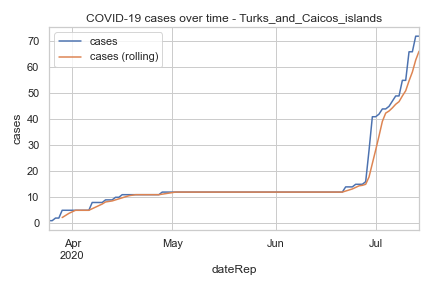 COVID-19 cases over time - Turks_and_Caicos_islands
cases
cases (rolling)
70
60
50
40
30
20
10
0
cases
Apr
2020
May
Jun
Jul
dateRep